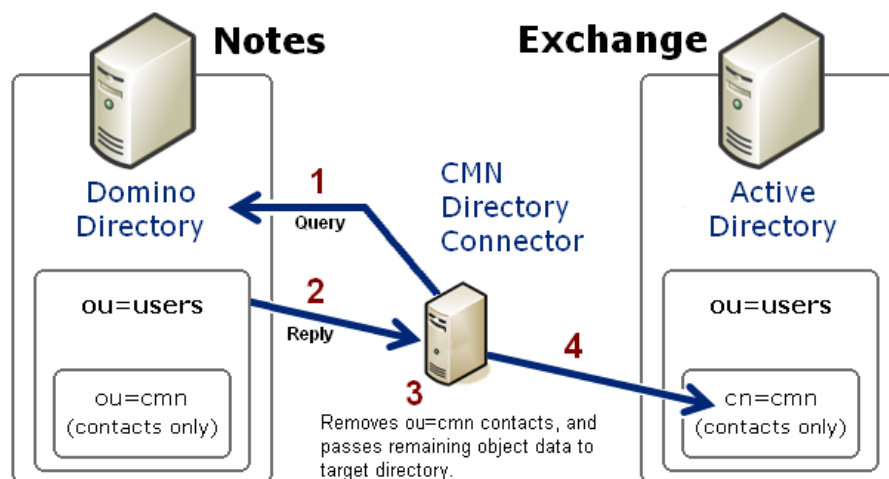 Notes
Exchange
Domino
Directory
1
Query
CMN
Directory
Connector
Active
Directory
ou=users
2
Reply
ou=cmn
(contacts only)
3
Removes ou=cmn contacts, and
passes remaining object data to
target directory.
4
ou=users
cn=cmn
(contacts only)